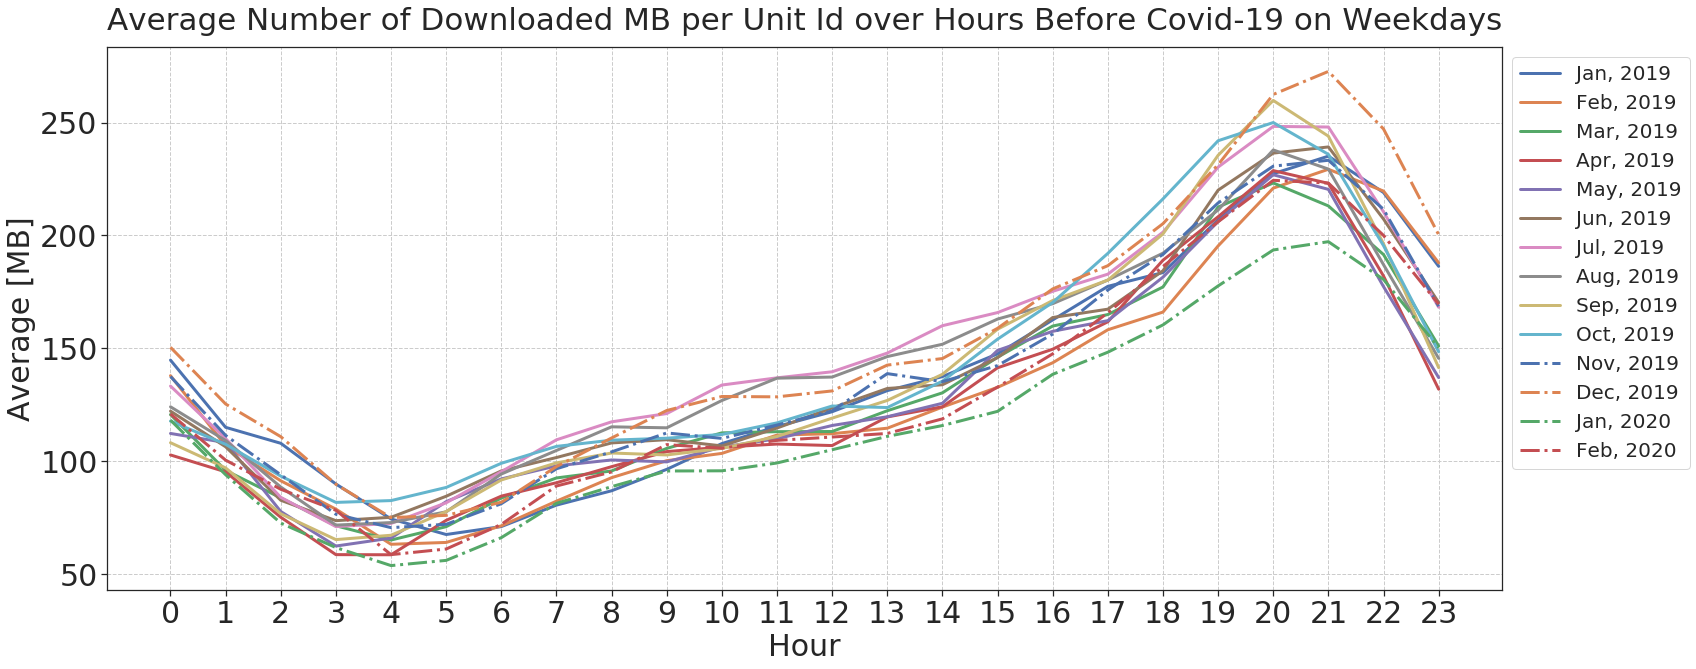 Average Number of Downloaded MB per Unit Id over Hours Before Covid-19 on Weekdays
Average [MB]
250
200
150
100
50
0 1 2 3 4 5 6 7 8 9 10 11 12 13 14 15 16 17 18 19 20 21 22 23
Hour
Jan, 2019
Feb, 2019
Mar, 2019
Apr, 2019
May, 2019
Jun, 2019
Jul, 2019
Aug, 2019
Sep, 2019
Oct, 2019
Nov, 2019
Dec, 2019
Jan, 2020
Feb, 2020